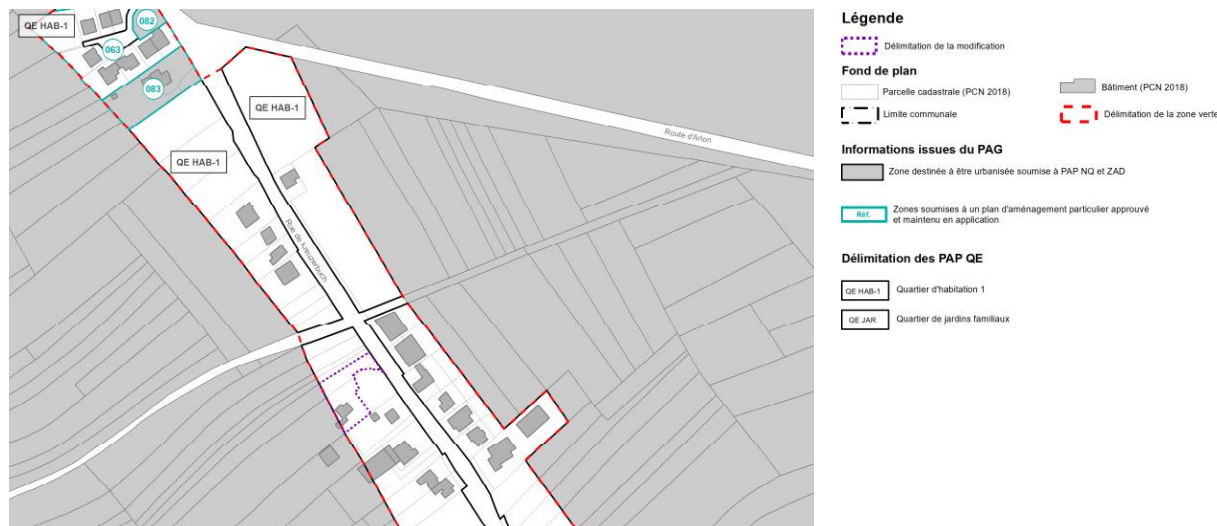 QE HAB-1
082
063
083
QE HAB-1
QE HAB-1
Route d'Arlon
Rue de Kreuzerbuch
Légende
Délimitation de la modification
Fond de plan
Parcelle cadastrale (PCN 2018)
Bâtiment (PCN 2018)
Limite communale
Délimitation de la zone verte
Informations issues du PAG
Zone destinée à être urbanisée soumise à PAP NQ et ZAD
Réf.
Zones soumises à un plan d'aménagement particulier approuvé
et maintenu en application
Délimitation des PAP QE
QE HAB-1
Quartier d'habitation 1
QE JAR
Quartier de jardins familiaux